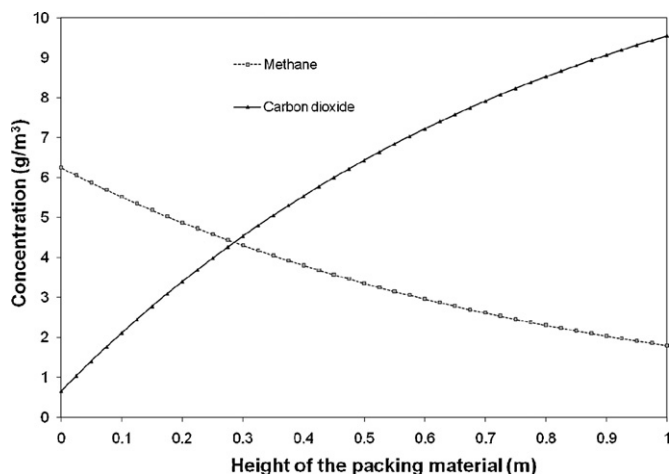 10
9
8
7
6
5
4
3
2
1
0
Concentration (g/m³)
Methane
Carbon dioxide
0 0.1 0.2 0.3 0.4 0.5 0.6 0.7 0.8 0.9 1
Height of the packing material (m)